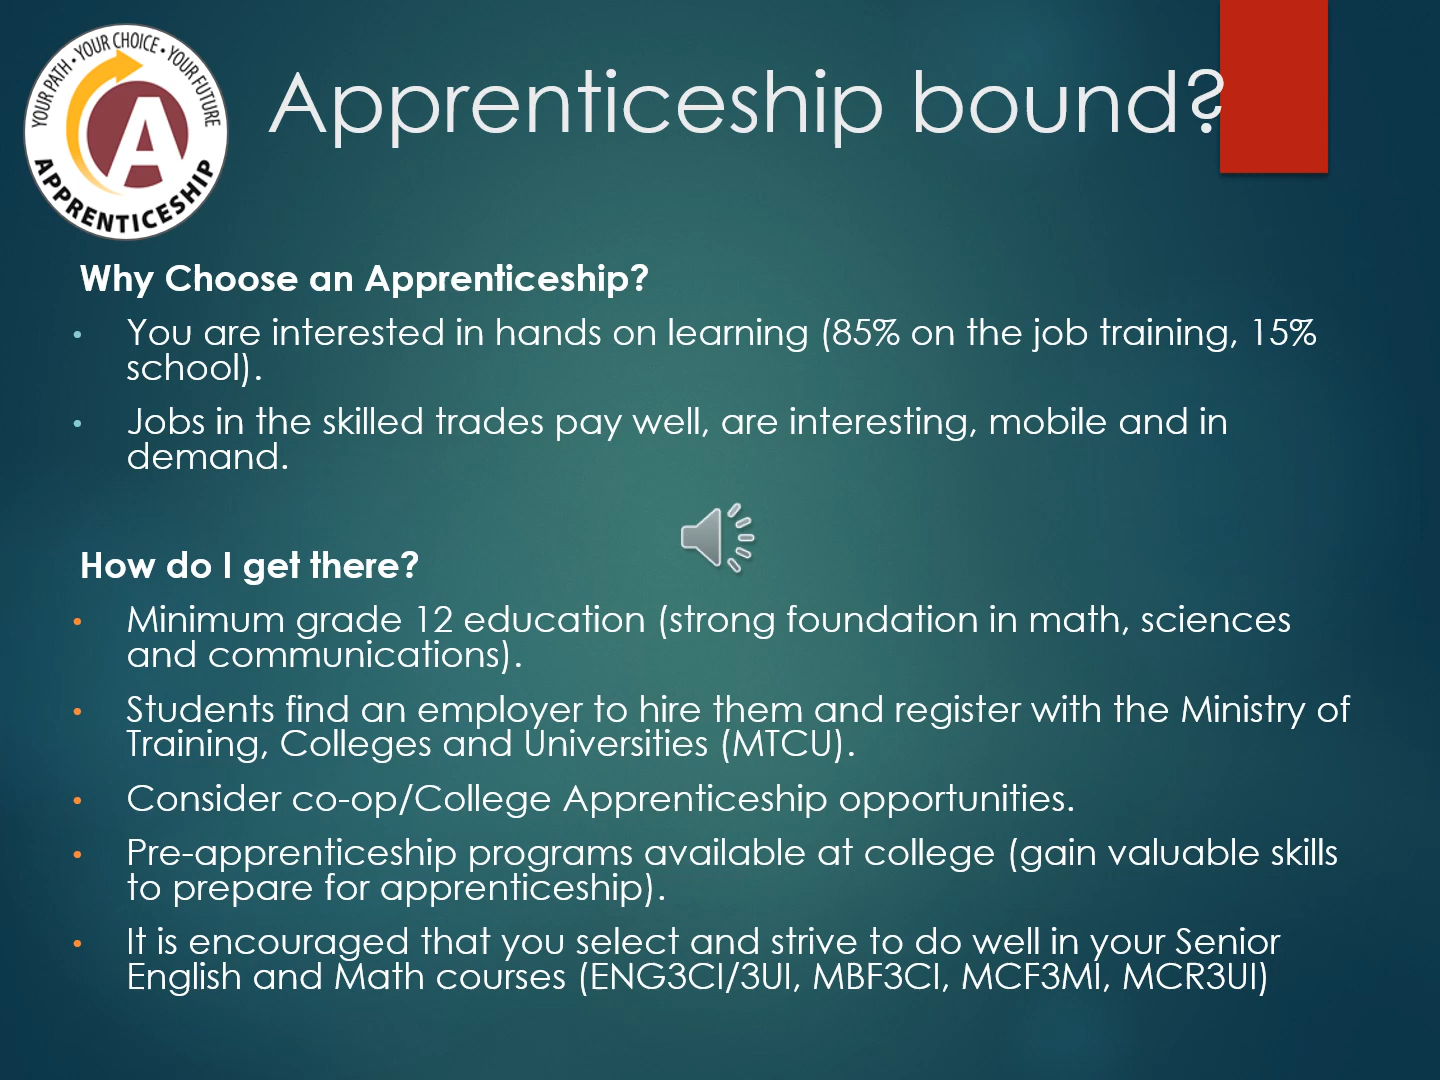 YOUR PATH • YOUR CHOICE • YOUR FUTURE
A
APPRENTICESHIP
Apprenticeship bound?
Why Choose an Apprenticeship?
• You are interested in hands on learning (85% on the job training, 15%
school).
• Jobs in the skilled trades pay well, are interesting, mobile and in
demand.
How do I get there?
• Minimum grade 12 education (strong foundation in math, sciences
and communications).
• Students find an employer to hire them and register with the Ministry of
Training, Colleges and Universities (MTCU).
• Consider co-op/College Apprenticeship opportunities.
• Pre-apprenticeship programs available at college (gain valuable skills
to prepare for apprenticeship).
• It is encouraged that you select and strive to do well in your Senior
English and Math courses (ENG3CI/3UI, MBF3CI, MCF3MI, MCR3UI)